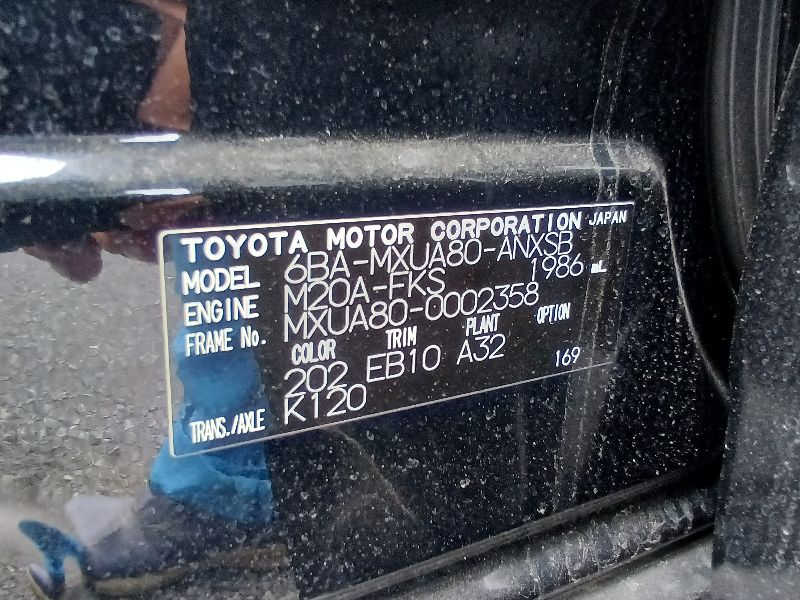 TOYOTA MOTOR CORPORATION JAPAN
MODEL 6BA-MXUA80-ANXSB
ENGINE M20A-FKS 1986 mL
FRAME No. MXUA80-0002358
COLOR TRIM PLANT OPTION
202 EB10 A32 169
TRANS./AXLE K120